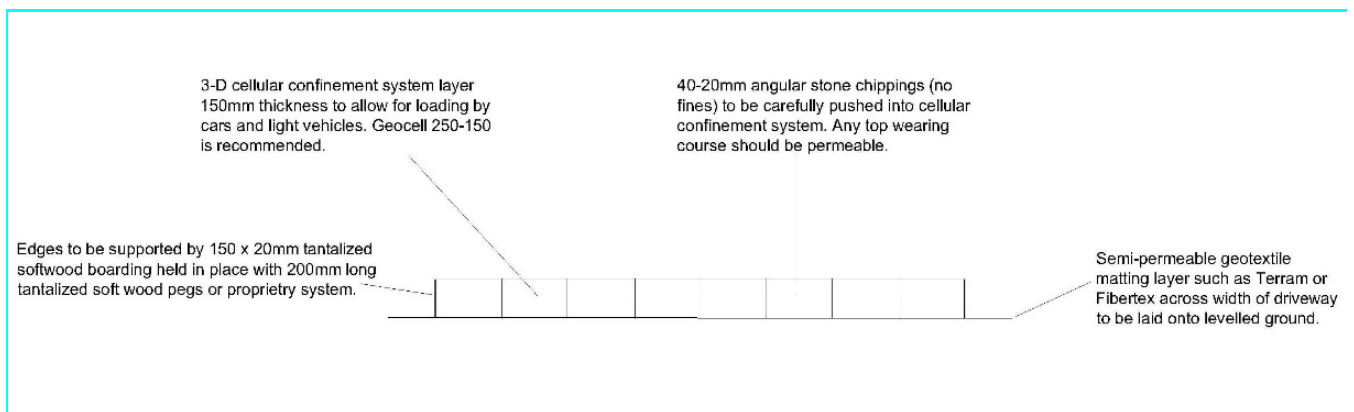 3-D cellular confinement system layer
150mm thickness to allow for loading by
cars and light vehicles. Geocell 250-150
is recommended.
40-20mm angular stone chippings (no
fines) to be carefully pushed into cellular
confinement system. Any top wearing
course should be permeable.
Edges to be supported by 150 x 20mm tantalized
softwood boarding held in place with 200mm long
tantalized soft wood pegs or proprietry system.
Semi-permeable geotextile
matting layer such as Terram or
Fibertex across width of driveway
to be laid onto levelled ground.